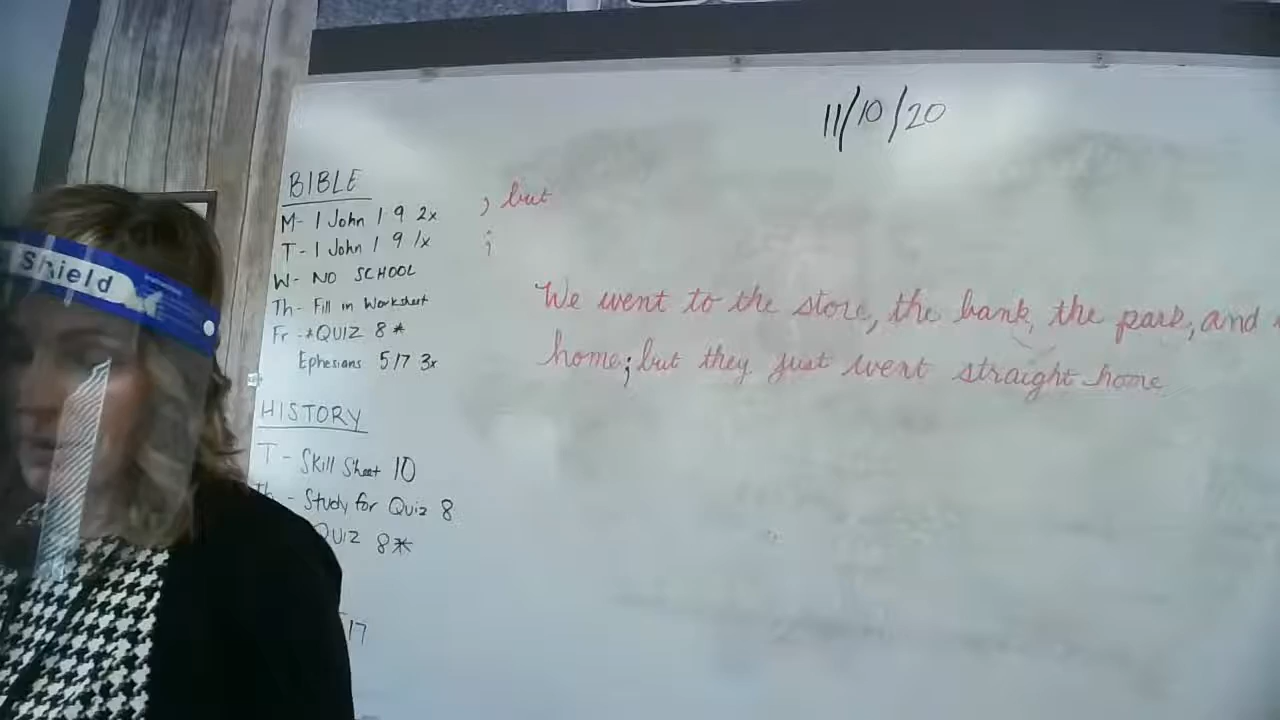 11/10/20
BIBLE
M- 1 John 1 9 2x
T- 1 John 1 9 1x
W- NO SCHOOL
Th- Fill in Worksheet
Fr - *QUIZ 8*
Ephesians 5/17 3x
HISTORY
T - Skill Sheet 10
Th - Study for Quiz 8
QUIZ 8*
17
, but
;
We went to the store, the bank, the park, and
home; but they just went straight home
Shield